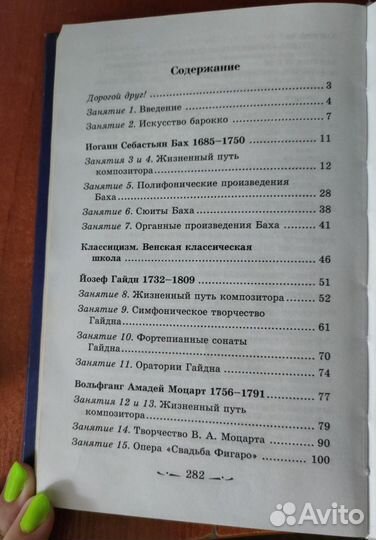 Содержание
Дорогой друг! 3
Занятие 1. Введение 4
Занятие 2. Искусство барокко 7
Иоганн Себастьян Бах 1685—1750 11
Занятия 3 и 4. Жизненный путь
композитора 12
Занятие 5. Полифонические произведения
Баха 28
Занятие 6. Сюиты Баха 38
Занятие 7. Органные произведения Баха 41
Классицизм. Венская классическая
школа 46
Йозеф Гайдн 1732—1809 51
Занятие 8. Жизненный путь композитора 52
Занятие 9. Симфоническое творчество
Гайдна 61
Занятие 10. Фортепианные сонаты
Гайдна 70
Занятие 11. Оратории Гайдна 74
Вольфганг Амадей Моцарт 1756—1791 77
Занятия 12 и 13. Жизненный путь
композитора 79
Занятие 14. Творчество В. А. Моцарта 90
Занятие 15. Опера «Свадьба Фигаро» 100
282
Avito